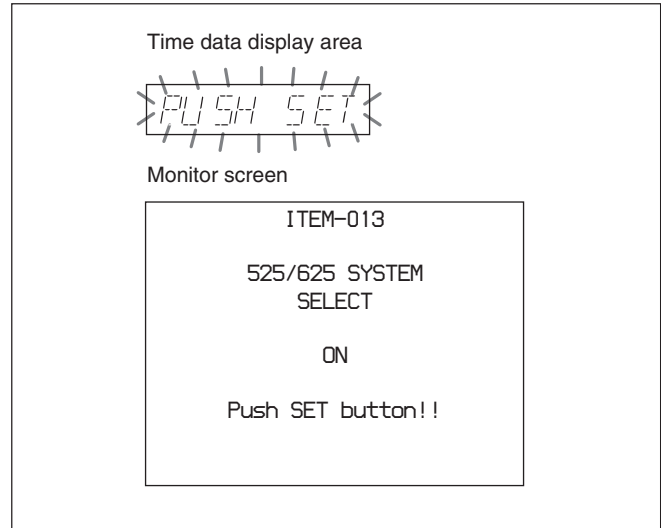 Time data display area
PUSH SET
Monitor screen
ITEM-013
525/625 SYSTEM
SELECT
ON
Push SET button!!